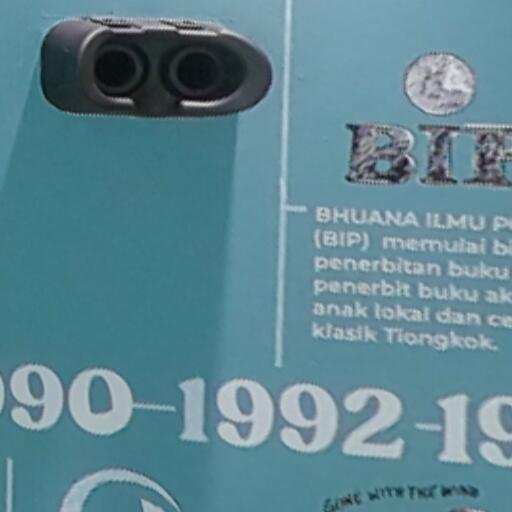 BIP
BHUANA ILMU P
(BIP) memulai bi
penerbitan buku
penerbit buku ak
anak lokal dan ce
klasik Tiongkok.
990-1992-19
GONE WITH THE WIND